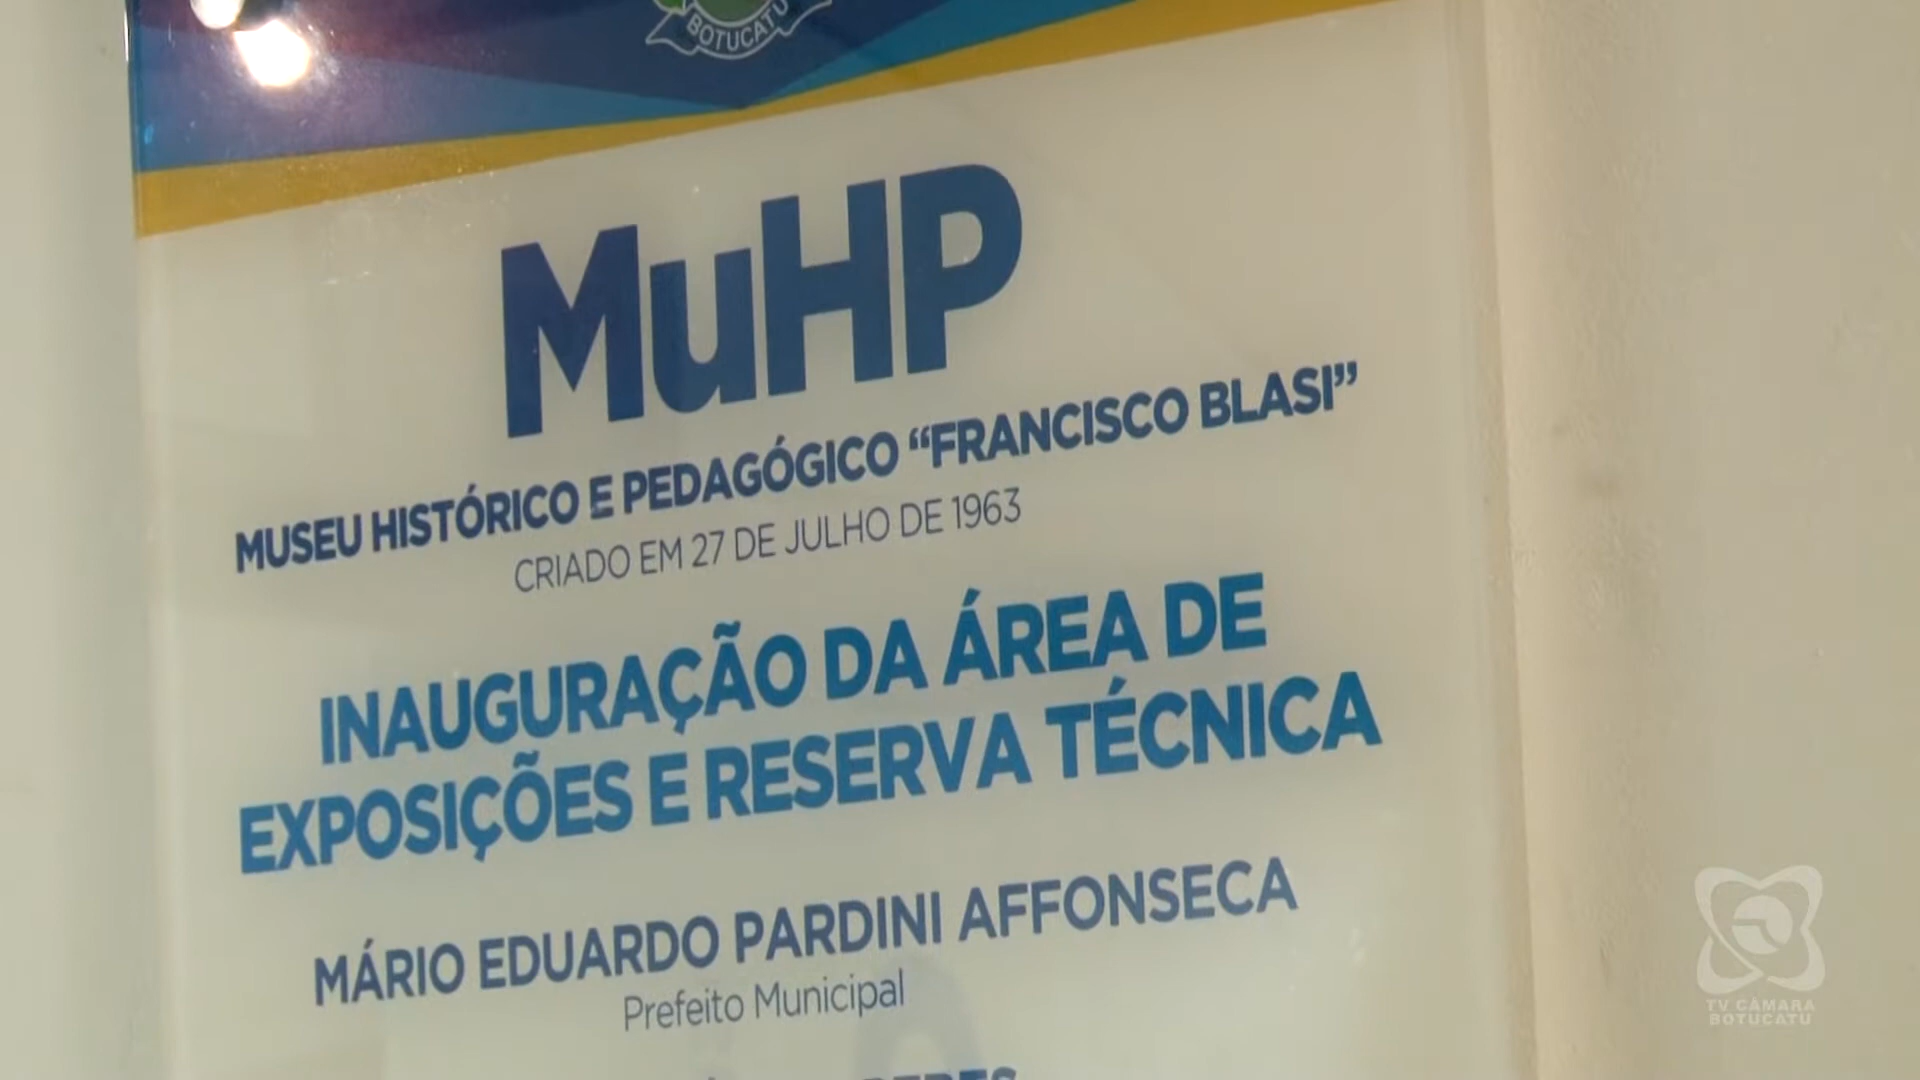 BOTUCATU
MuHP
MUSEU HISTÓRICO E PEDAGÓGICO “FRANCISCO BLASI”
CRIADO EM 27 DE JULHO DE 1963
INAUGURAÇÃO DA ÁREA DE
EXPOSIÇÕES E RESERVA TÉCNICA
MÁRIO EDUARDO PARDINI AFFONSECA
Prefeito Municipal
TV CÂMARA
BOTUCATU